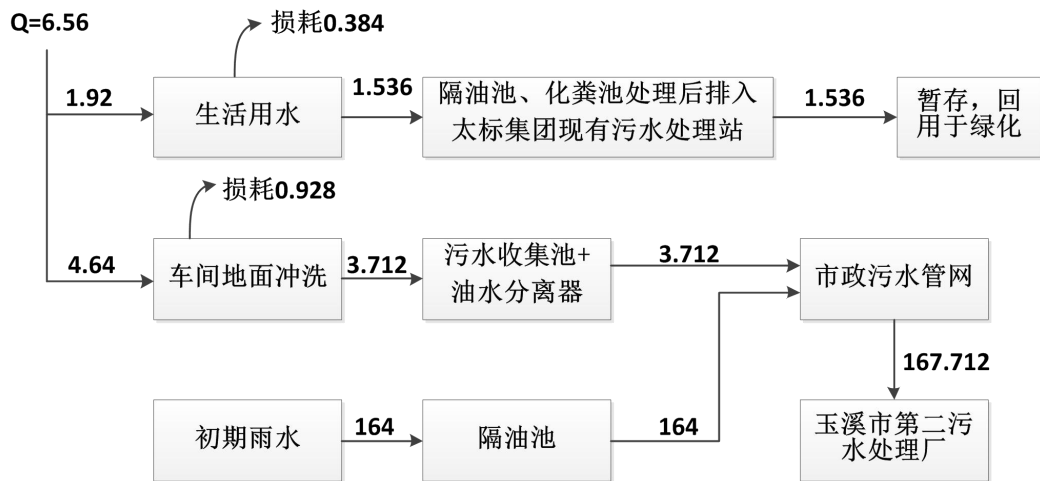 Q=6.56
损耗0.384
1.92
生活用水
1.536
隔油池、化粪池处理后排入
太标集团现有污水处理站
1.536
暂存，回
用于绿化
损耗0.928
4.64
车间地面冲洗
3.712
污水收集池+
油水分离器
3.712
市政污水管网
167.712
初期雨水
164
隔油池
164
玉溪市第二污
水处理厂